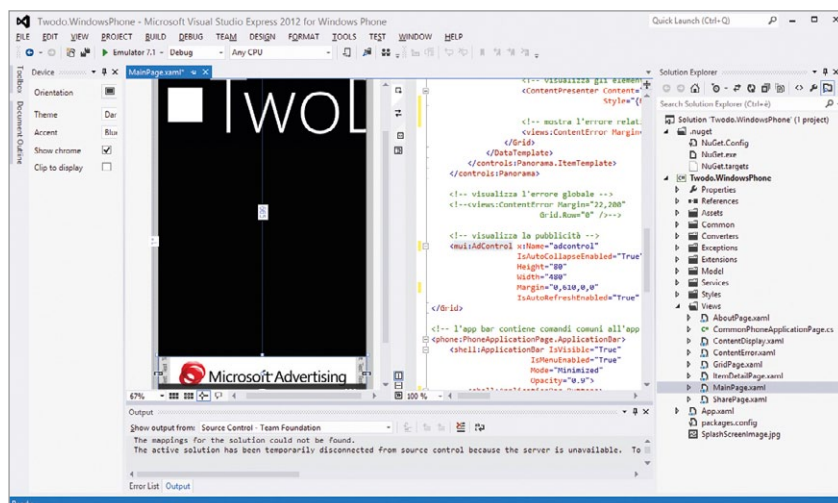 Twodo.WindowsPhone - Microsoft Visual Studio Express 2012 for Windows Phone
Quick Launch (Ctrl+Q)
FILE EDIT VIEW PROJECT BUILD DEBUG TEAM DESIGN FORMAT TOOLS TEST WINDOW HELP
Emulator 7.1 Debug Any CPU
Toolbox
Document Outline
Device
Orientation
Theme Dar
Accent Blu
Show chrome
Clip to display
MainPage.xaml*
TwoD
Microsoft Advertising
67%
<!-- visualizza gli element
<ContentPresenter Content="
Style="{
<!-- mostra l'errore relati
<views:ContentError Margin=
</Grid>
</DataTemplate>
</controls:Panorama.ItemTemplate>
</controls:Panorama>
<!-- visualizza l'errore globale -->
<!--<views:ContentError Margin="22,200"
Grid.Row="0" />-->
<!-- visualizza la pubblicità -->
<mui:AdControl x:Name="adcontrol"
IsAutoCollapseEnabled="True"
Height="80"
Width="480"
Margin="0,610,0,0"
IsAutoRefreshEnabled="True"
</Grid>
<!-- l'app bar contiene comandi comuni all'app
<phone:PhoneApplicationPage.ApplicationBar>
<shell:ApplicationBar IsVisible="True"
IsMenuEnabled="True"
Mode="Minimized"
Opacity="0.9">
100 %
Output
Show output from: Source Control - Team Foundation
The mappings for the solution could not be found.
The active solution has been temporarily disconnected from source control because the server is unavailable. To
Error List Output
Solution Explorer
Search Solution Explorer (Ctrl+è)
Solution 'Twodo.WindowsPhone' (1 project)
.nuget
NuGet.Config
NuGet.exe
NuGet.targets
Twodo.WindowsPhone
Properties
References
Assets
Common
Converters
Exceptions
Extensions
Model
Services
Styles
Views
AboutPage.xaml
CommonPhoneApplicationPage.cs
ContentDisplay.xaml
ContentError.xaml
GridPage.xaml
ItemDetailPage.xaml
MainPage.xaml
SharePage.xaml
App.xaml
packages.config
SplashScreenImage.jpg